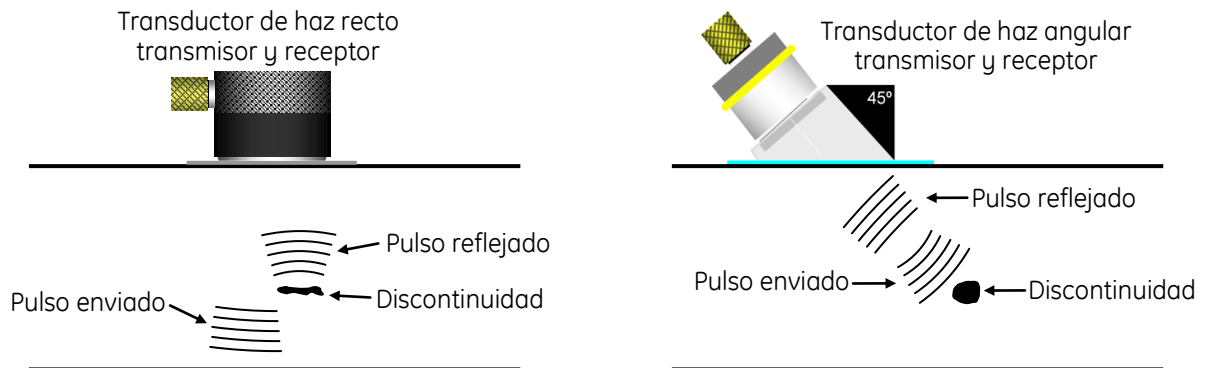 Transductor de haz recto
transmisor y receptor
Pulso reflejado
Pulso enviado
Discontinuidad
Transductor de haz angular
transmisor y receptor
45º
Pulso reflejado
Pulso enviado
Discontinuidad